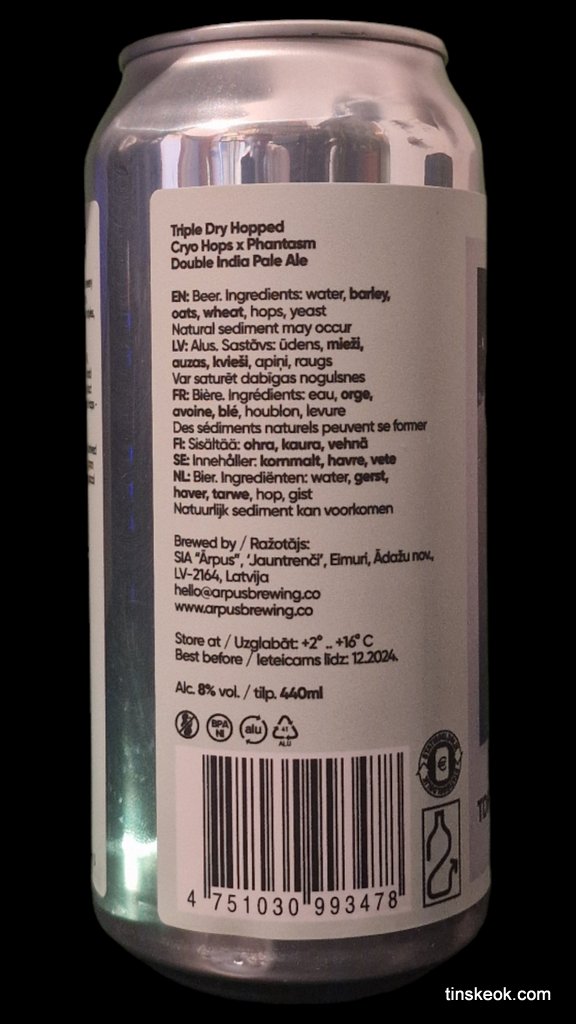 Triple Dry Hopped
Cryo Hops x Phantasm
Double India Pale Ale
EN: Beer. Ingredients: water, barley,
oats, wheat, hops, yeast
Natural sediment may occur
LV: Alus. Sastāvs: ūdens, mieži,
auzas, kvieši, apiņi, raugs
Var saturēt dabīgas nogulsnes
FR: Bière. Ingrédients: eau, orge,
avoine, blé, houblon, levure
Des sédiments naturels peuvent se former
FI: Sisältää: ohra, kaura, vehnä
SE: Innehåller: kornmalt, havre, vete
NL: Bier. Ingrediënten: water, gerst,
haver, tarwe, hop, gist
Natuurlijk sediment kan voorkomen
Brewed by / Ražotājs:
SIA "Ārpus", 'Jauntrenči', Eimuri, Ādažu nov.,
LV-2164, Latvija
hello@arpusbrewing.co
www.arpusbrewing.co
Store at / Uzglabāt: +2° .. +16° C
Best before / Ieteicams līdz: 12.2024.
Alc. 8% vol. / tilp. 440ml
BPA
NI
alu
41
ALU
€
4 751030 993478
tinskeok.com